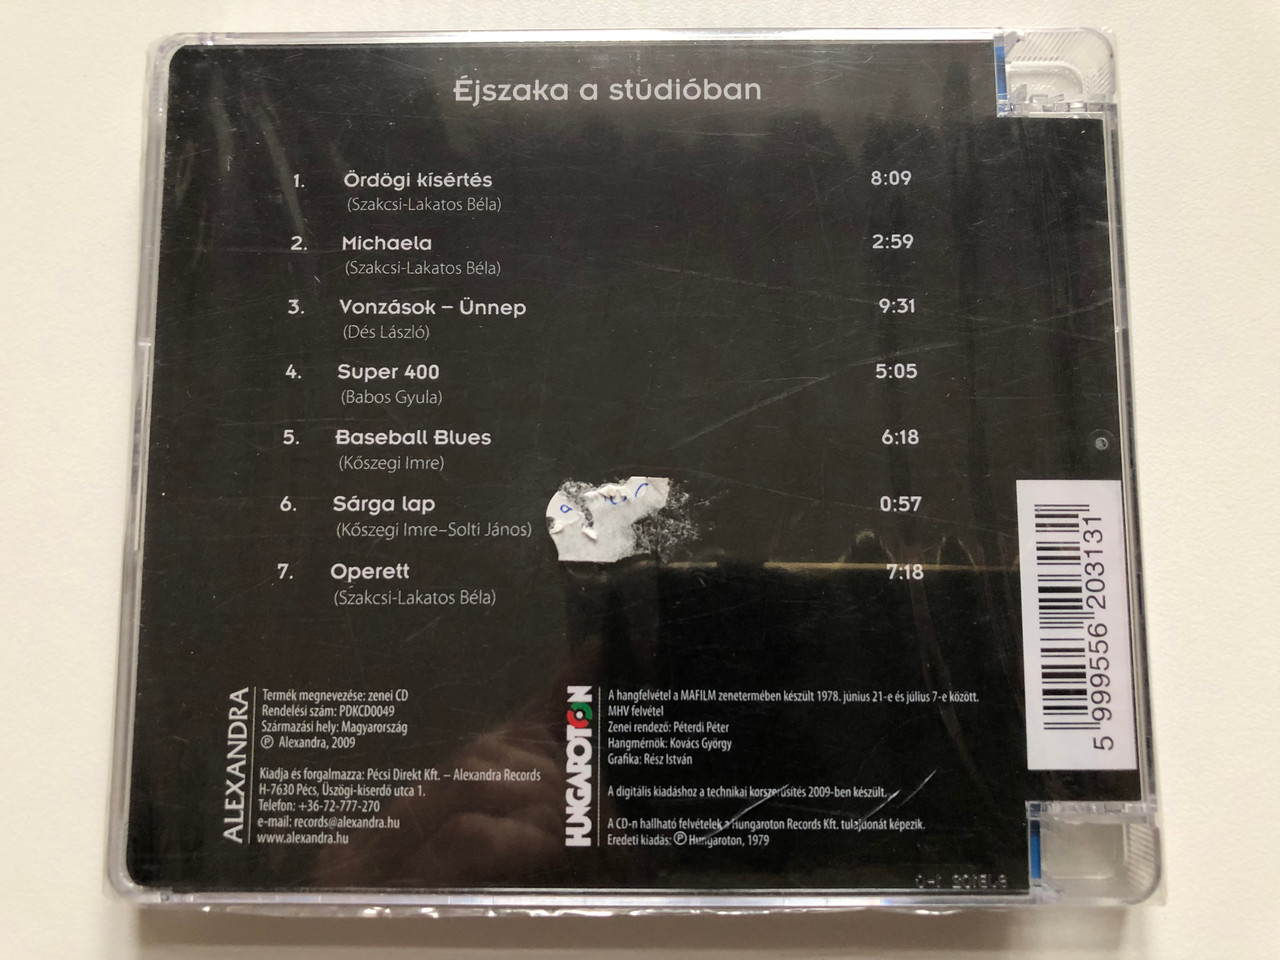 Éjszaka a stúdióban
1. Ördögi kísértés 8:09
(Szakcsi-Lakatos Béla)
2. Michaela 2:59
(Szakcsi-Lakatos Béla)
3. Vonzások – Ünnep 9:31
(Dés László)
4. Super 400 5:05
(Babos Gyula)
5. Baseball Blues 6:18
(Kőszegi Imre)
6. Sárga lap 0:57
(Kőszegi Imre–Solti János)
7. Operett 7:18
(Szakcsi-Lakatos Béla)
ALEXANDRA
Termék megnevezése: zenei CD
Rendelési szám: PDKCD0049
Származási hely: Magyarország
Ⓟ Alexandra, 2009
Kiadja és forgalmazza: Pécsi Direkt Kft. – Alexandra Records
H-7630 Pécs, Üszögi-kiserdő utca 1.
Telefon: +36-72-777-270
e-mail: records@alexandra.hu
www.alexandra.hu
HUNGAROTON
A hangfelvétel a MAFILM zenetermében készült 1978. június 21-e és július 7-e között.
MHV felvétel
Zenei rendező: Péterdi Péter
Hangmérnök: Kovács György
Grafika: Rész István
A digitális kiadáshoz a technikai korszerűsítés 2009-ben készült.
A CD-n hallható felvételek a Hungaroton Records Kft. tulajdonát képezik.
Eredeti kiadás: Ⓟ Hungaroton, 1979
5 999556 203131